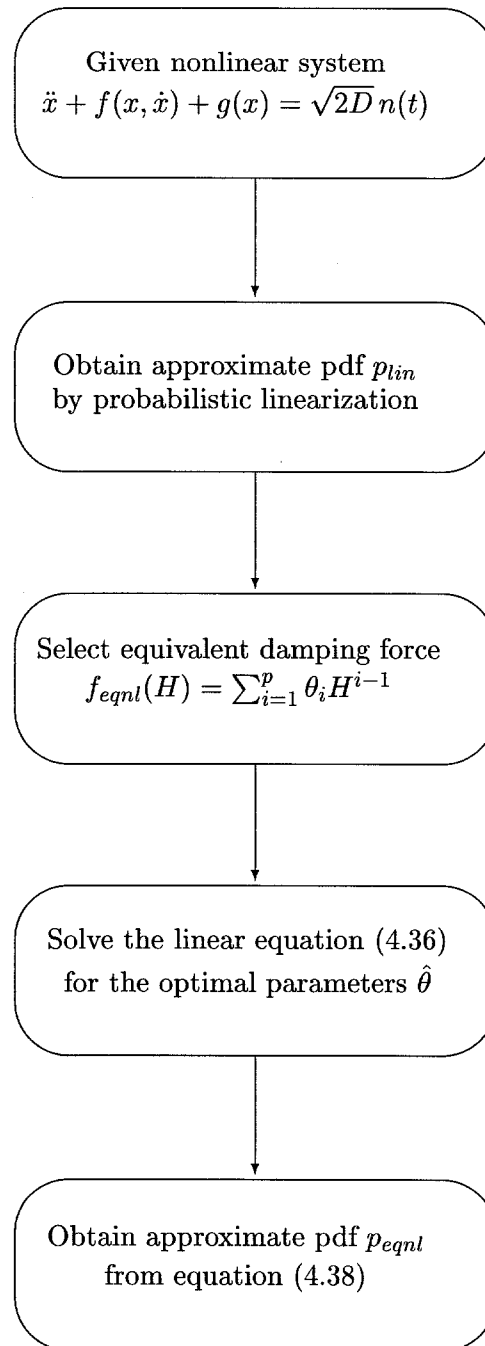 Given nonlinear system
ẍ + f(x, ẋ) + g(x) = √2D n(t)
Obtain approximate pdf p_lin
by probabilistic linearization
Select equivalent damping force
f_eqnl(H) = ∑_{i=1}^{p} θ_i H^{i−1}
Solve the linear equation (4.36)
for the optimal parameters θ̂
Obtain approximate pdf p_eqnl
from equation (4.38)